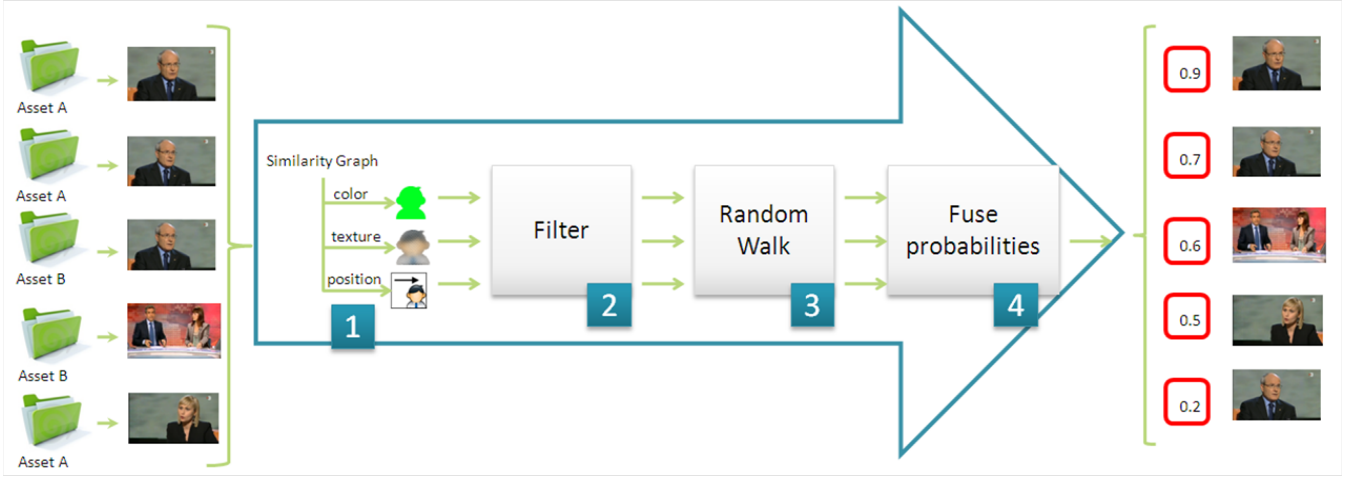 Asset A
Asset A
Asset B
Asset B
Asset A
Similarity Graph
color
texture
position
1
Filter
2
Random
Walk
3
Fuse
probabilities
4
0.9
0.7
0.6
0.5
0.2